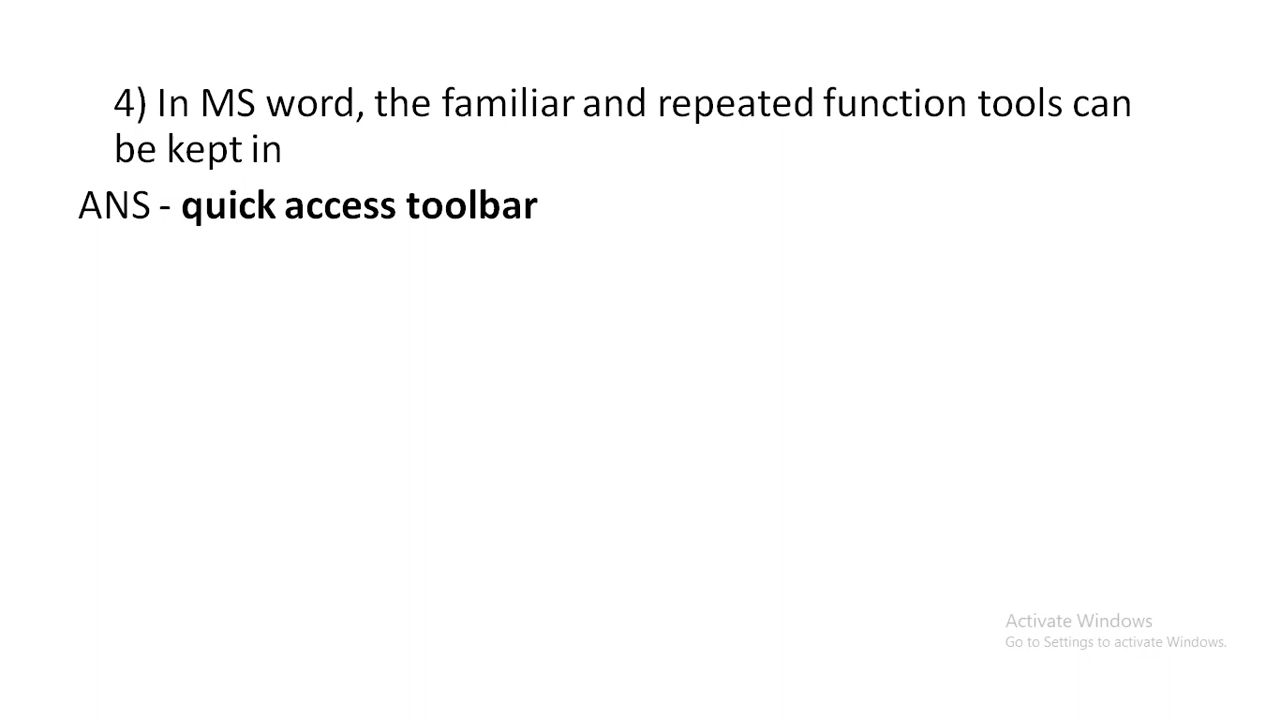 4) In MS word, the familiar and repeated function tools can
be kept in
ANS - quick access toolbar
Activate Windows
Go to Settings to activate Windows.